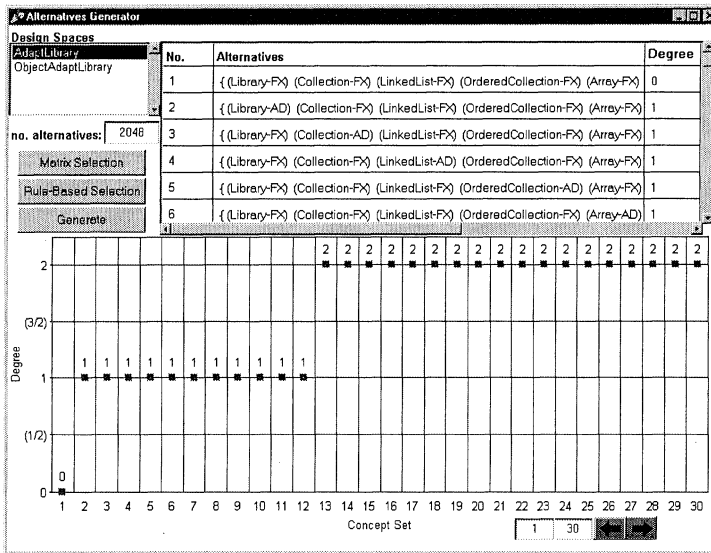 Alternatives Generator
Design Spaces
AdaptLibrary
ObjectAdaptLibrary
no. alternatives: 2048
Matrix Selection
Rule-Based Selection
Generate
No. Alternatives Degree
1 {(Library-FX) (Collection-FX) (LinkedList-FX) (OrderedCollection-FX) (Array-FX) 0
2 {(Library-AD) (Collection-FX) (LinkedList-FX) (OrderedCollection-FX) (Array-FX) 1
3 {(Library-FX) (Collection-AD) (LinkedList-FX) (OrderedCollection-FX) (Array-FX) 1
4 {(Library-FX) (Collection-FX) (LinkedList-AD) (OrderedCollection-FX) (Array-FX) 1
5 {(Library-FX) (Collection-FX) (LinkedList-FX) (OrderedCollection-AD) (Array-FX) 1
6 {(Library-FX) (Collection-FX) (LinkedList-FX) (OrderedCollection-FX) (Array-AD) 1
2 2 2 2 2 2 2 2 2 2 2 2 2 2 2 2 2 2
2
(3/2)
1 1 1 1 1 1 1 1 1 1 1
1
(1/2)
0
0
Degree
1 2 3 4 5 6 7 8 9 10 11 12 13 14 15 16 17 18 19 20 21 22 23 24 25 26 27 28 29 30
Concept Set
1 30